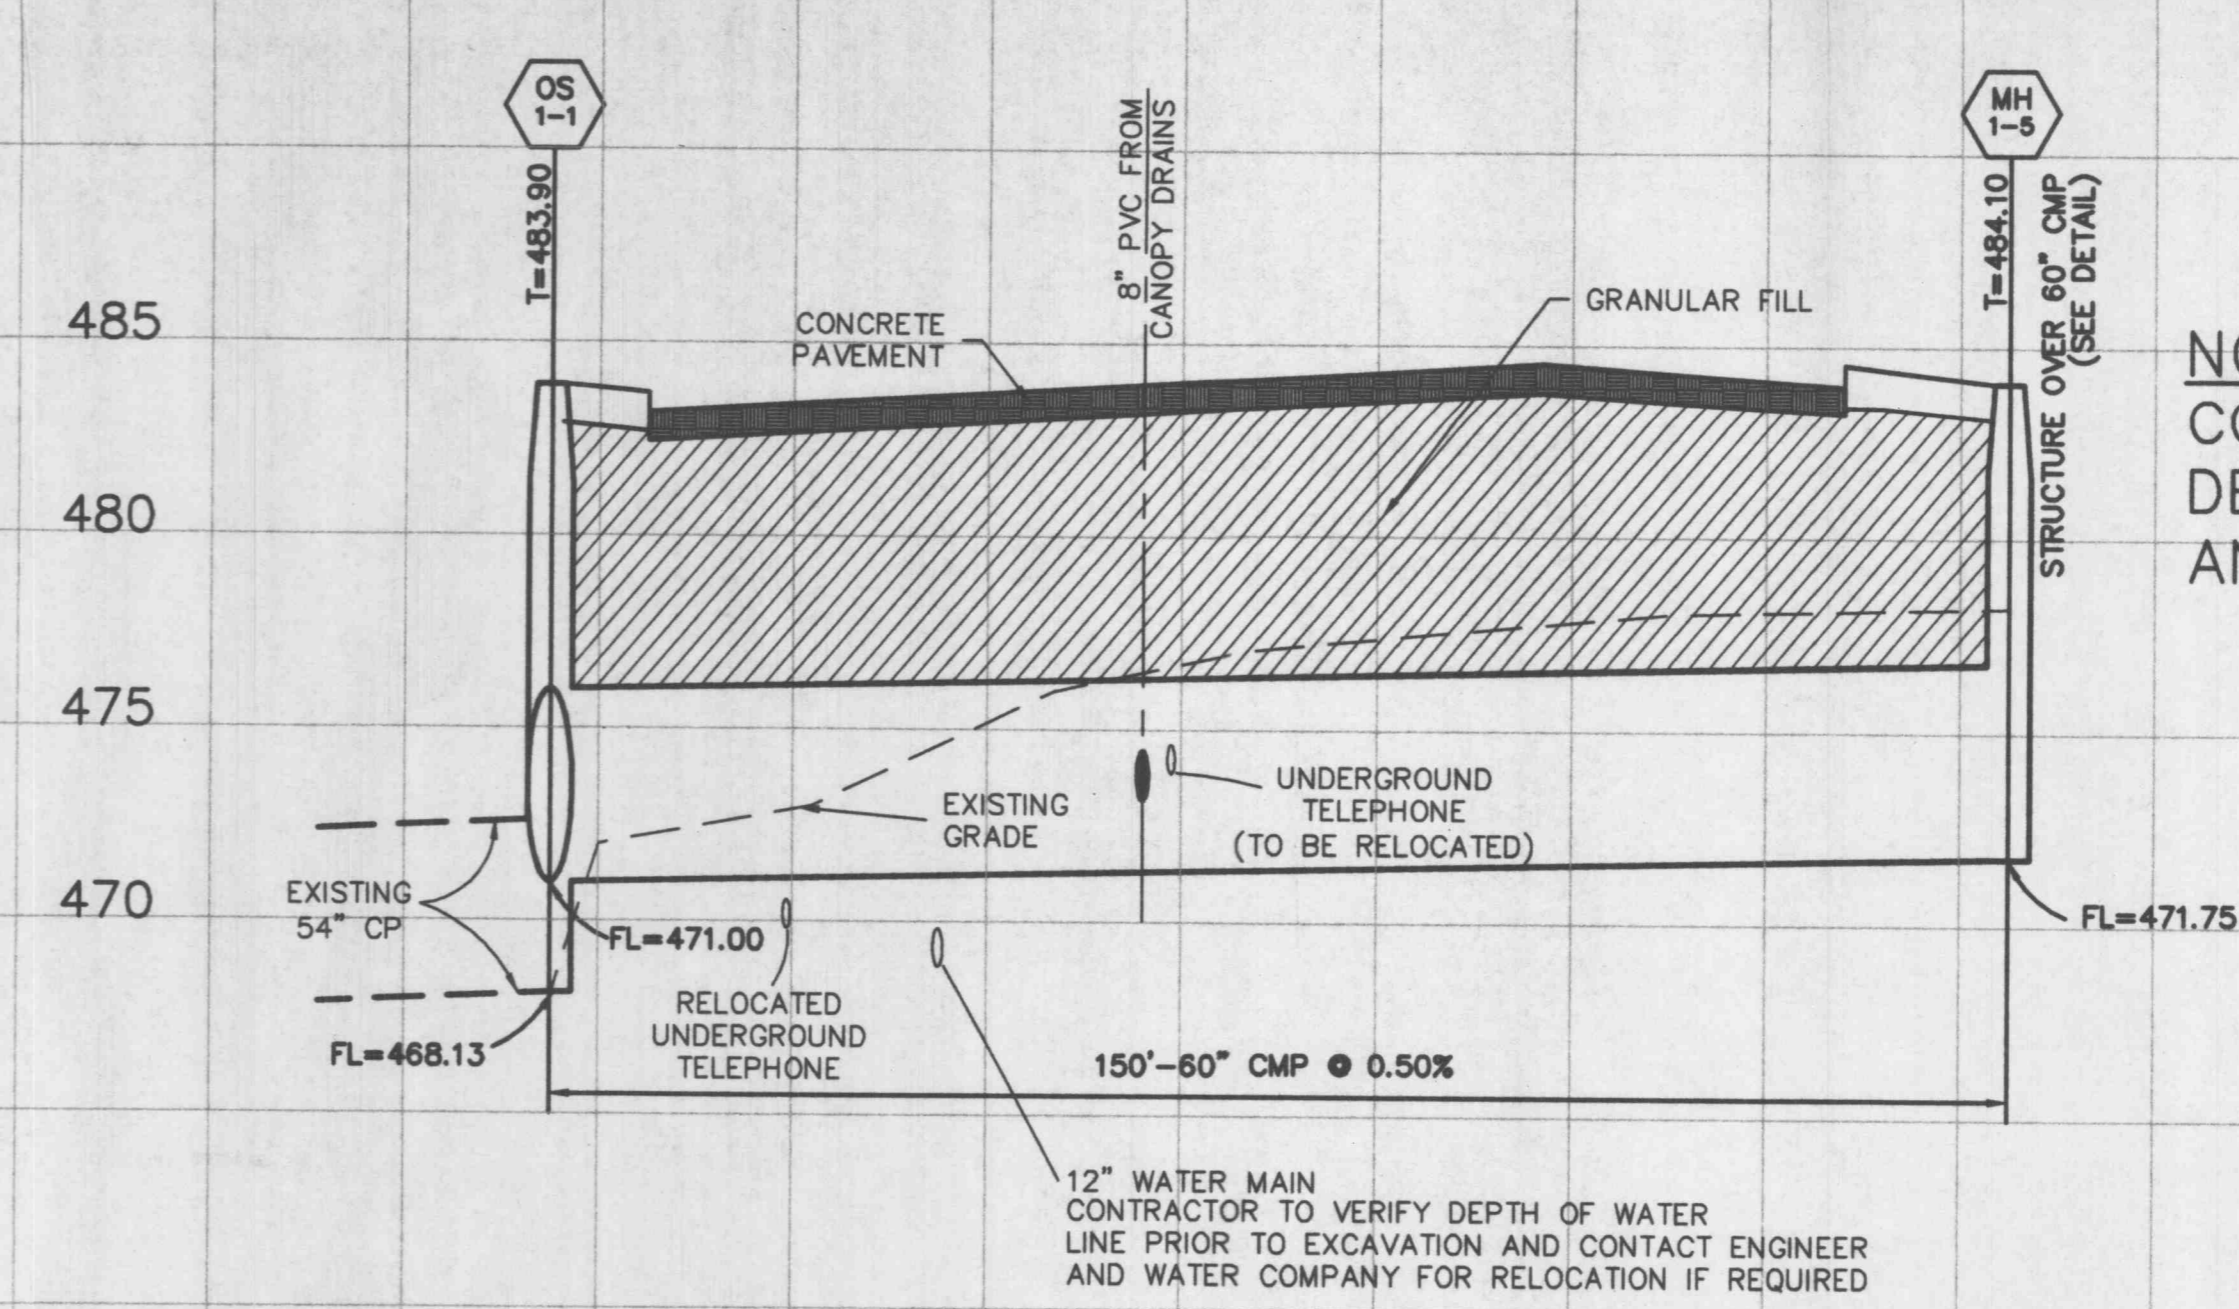 OS
1-1
T=483.90
8" PVC FROM
CANOPY DRAINS
MH
1-5
T=484.10
STRUCTURE OVER 60" CMP
(SEE DETAIL)
485
480
475
470
CONCRETE
PAVEMENT
GRANULAR FILL
EXISTING
GRADE
UNDERGROUND
TELEPHONE
(TO BE RELOCATED)
EXISTING
54" CP
FL=471.00
FL=471.75
FL=468.13
RELOCATED
UNDERGROUND
TELEPHONE
150'-60" CMP @ 0.50%
12" WATER MAIN
CONTRACTOR TO VERIFY DEPTH OF WATER
LINE PRIOR TO EXCAVATION AND CONTACT ENGINEER
AND WATER COMPANY FOR RELOCATION IF REQUIRED